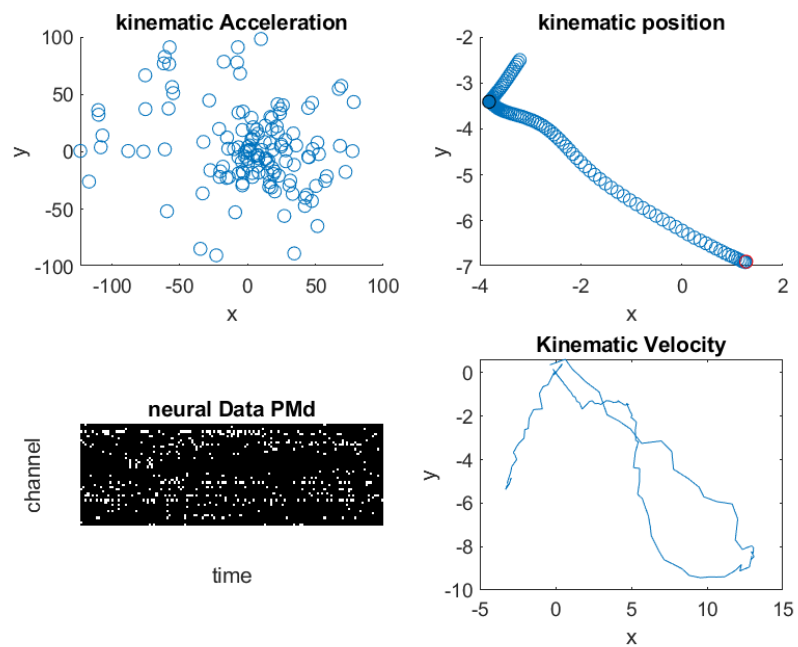 kinematic Acceleration
100
50
0
-50
-100
y
-100
-50
0
50
100
x
kinematic position
-2
-3
-4
-5
-6
-7
y
-4
-2
0
2
x
neural Data PMd
channel
time
Kinematic Velocity
0
-2
-4
-6
-8
-10
y
-5
0
5
10
15
x